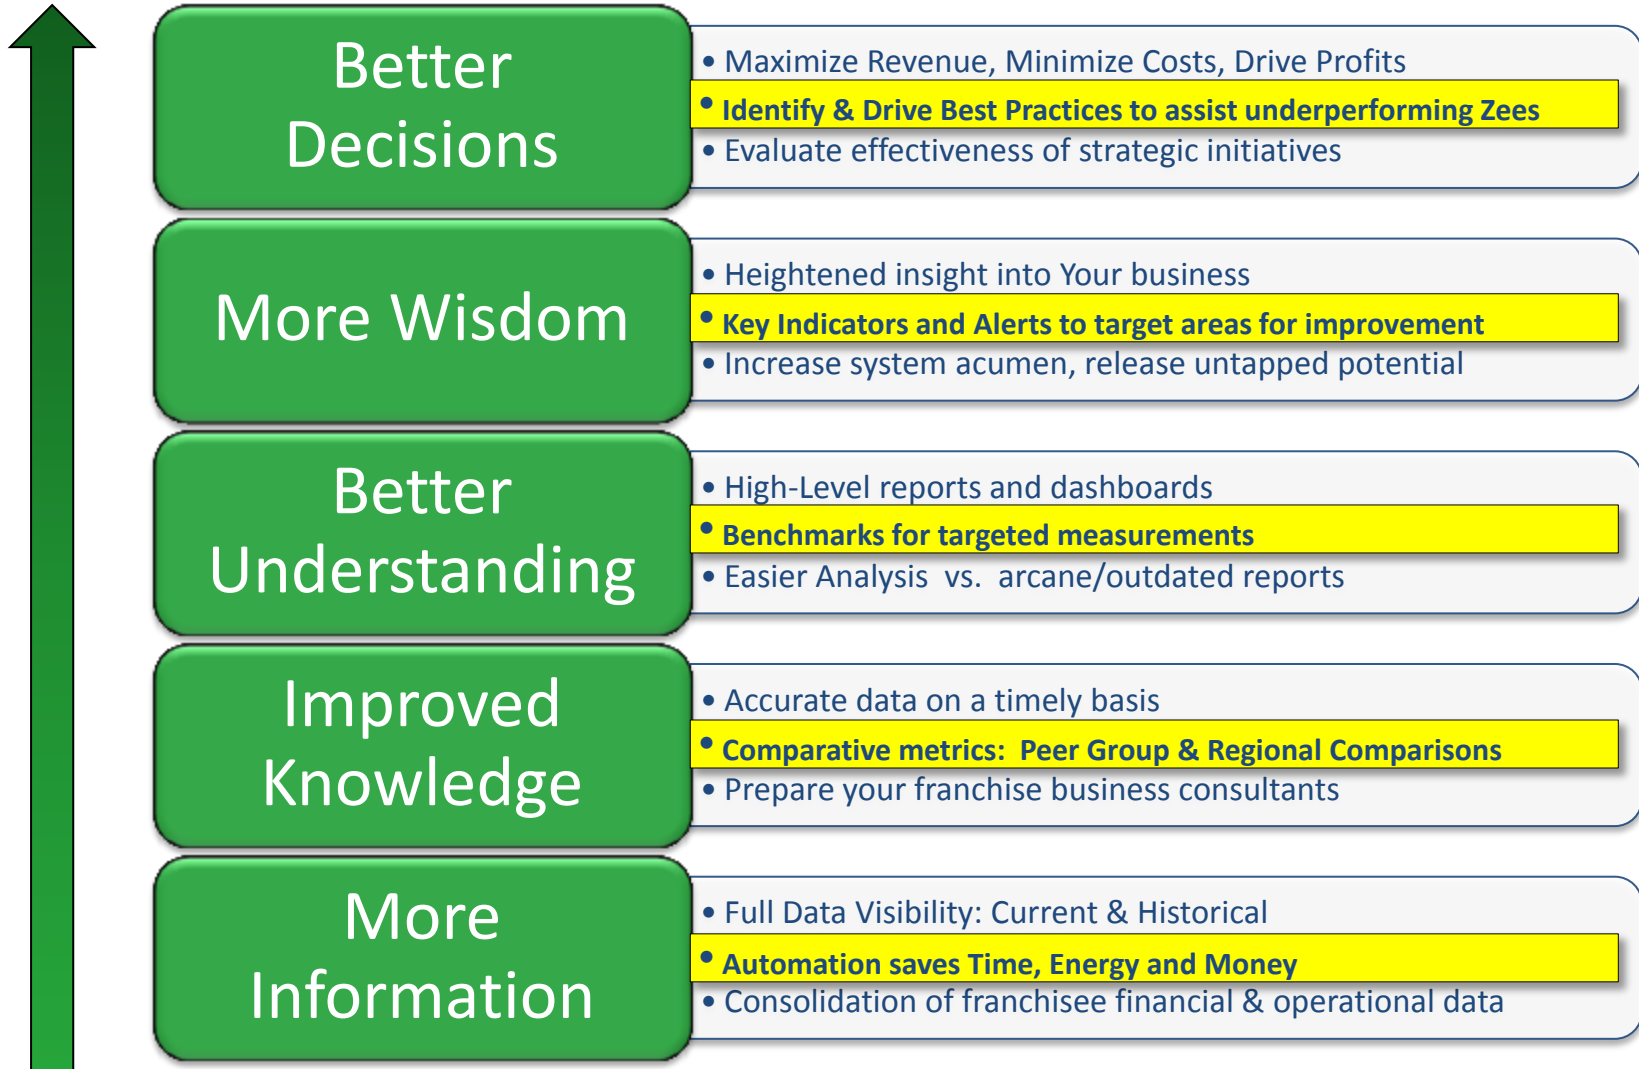 Better
Decisions
• Maximize Revenue, Minimize Costs, Drive Profits
• Identify & Drive Best Practices to assist underperforming Zees
• Evaluate effectiveness of strategic initiatives
More Wisdom
• Heightened insight into Your business
• Key Indicators and Alerts to target areas for improvement
• Increase system acumen, release untapped potential
Better
Understanding
• High-Level reports and dashboards
• Benchmarks for targeted measurements
• Easier Analysis  vs.  arcane/outdated reports
Improved
Knowledge
• Accurate data on a timely basis
• Comparative metrics:  Peer Group & Regional Comparisons
• Prepare your franchise business consultants
More
Information
• Full Data Visibility: Current & Historical
• Automation saves Time, Energy and Money
• Consolidation of franchisee financial & operational data